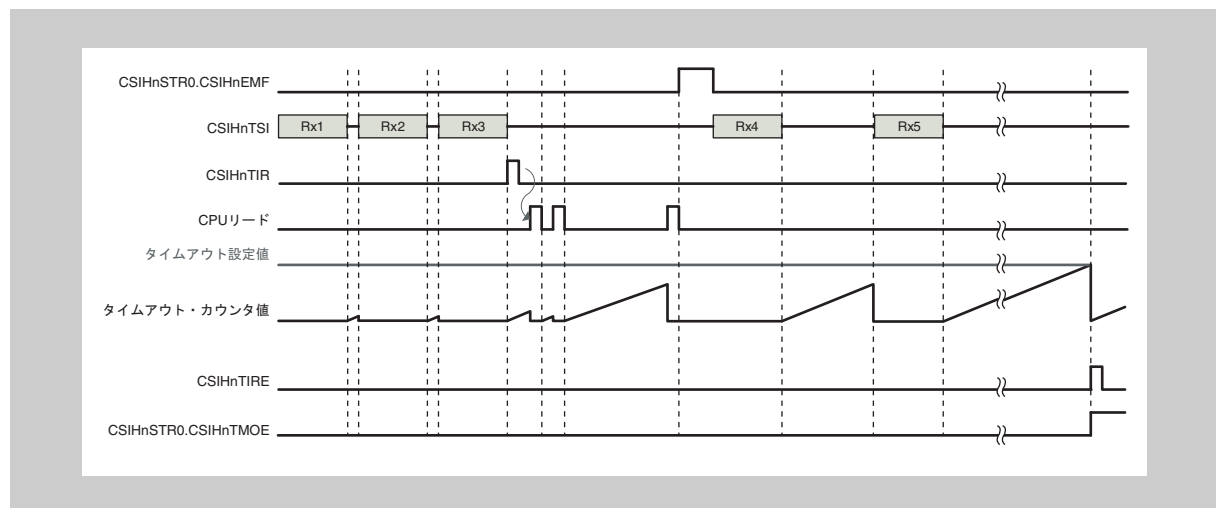 CSIHnSTR0.CSIHnEMF
CSIHnTSI
Rx1
Rx2
Rx3
Rx4
Rx5
CSIHnTIR
CPUリード
タイムアウト設定値
タイムアウト・カウンタ値
CSIHnTIRE
CSIHnSTR0.CSIHnTMOE